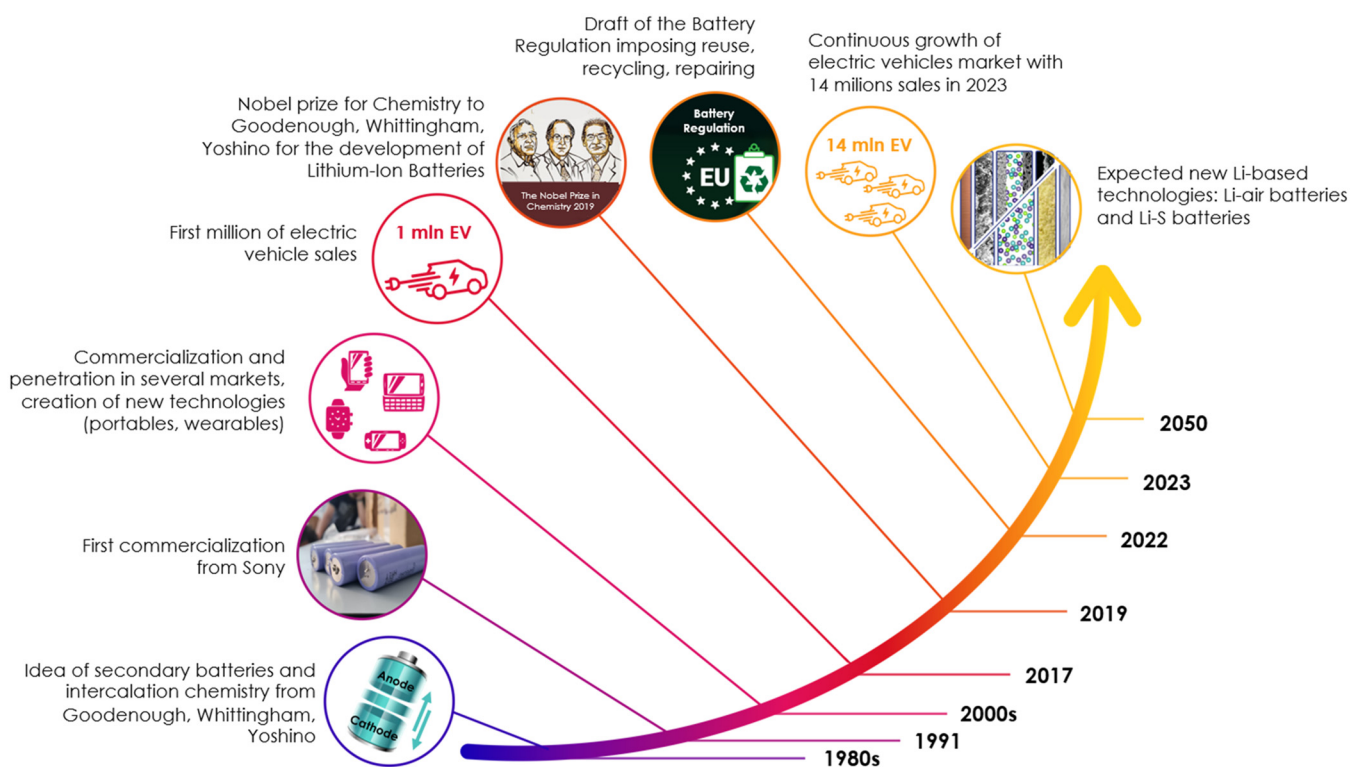 Draft of the Battery
Regulation imposing reuse,
recycling, repairing
Continuous growth of
electric vehicles market with
14 milions sales in 2023
Nobel prize for Chemistry to
Goodenough, Whittingham,
Yoshino for the development of
Lithium-Ion Batteries
The Nobel Prize in
Chemistry 2019
Battery
Regulation
EU
14 mln EV
Expected new Li-based
technologies: Li-air batteries
and Li-S batteries
First million of electric
vehicle sales
1 mln EV
Commercialization and
penetration in several markets,
creation of new technologies
(portables, wearables)
First commercialization
from Sony
Idea of secondary batteries and
intercalation chemistry from
Goodenough, Whittingham,
Yoshino
Anode
Cathode
2050
2023
2022
2019
2017
2000s
1991
1980s